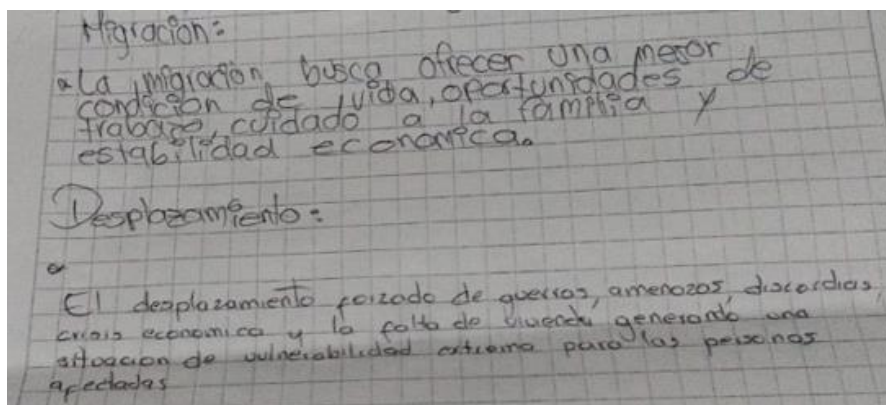 Migración:
La migración busca ofrecer una mejor
condición de vida, oportunidades de
trabajo, cuidado a la familia y
estabilidad economica.
Desplazamiento:
El desplazamiento forzado de guerras, amenazas, discordias,
crisis economica y la falta de vivienda generando una
situacion de vulnerabilidad extrema para las personas
afectadas